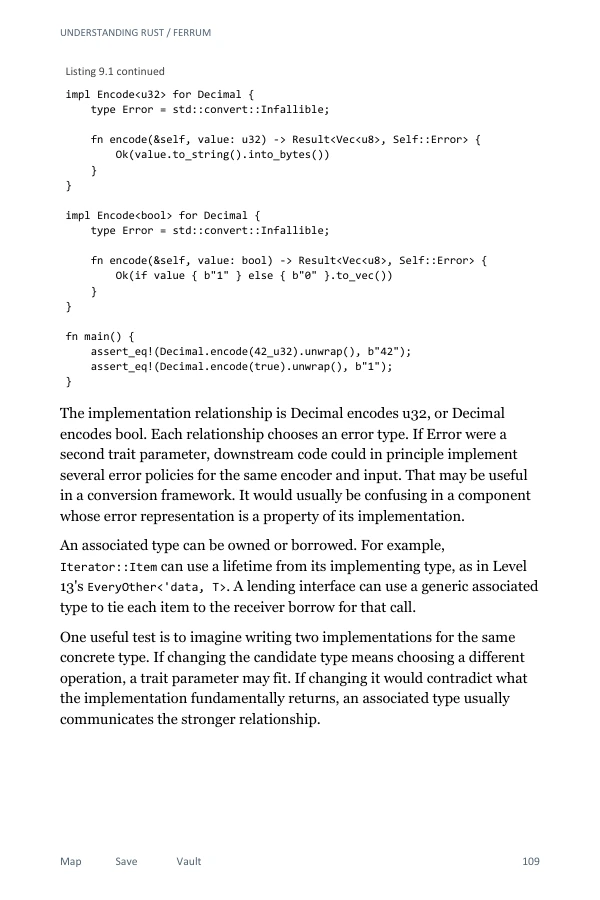 UNDERSTANDING RUST / FERRUM
Listing 9.1 continued
impl Encode<u32> for Decimal {
    type Error = std::convert::Infallible;

    fn encode(&self, value: u32) -> Result<Vec<u8>, Self::Error> {
        Ok(value.to_string().into_bytes())
    }
}

impl Encode<bool> for Decimal {
    type Error = std::convert::Infallible;

    fn encode(&self, value: bool) -> Result<Vec<u8>, Self::Error> {
        Ok(if value { b"1" } else { b"0" }.to_vec())
    }
}

fn main() {
    assert_eq!(Decimal.encode(42_u32).unwrap(), b"42");
    assert_eq!(Decimal.encode(true).unwrap(), b"1");
}
The implementation relationship is Decimal encodes u32, or Decimal
encodes bool. Each relationship chooses an error type. If Error were a
second trait parameter, downstream code could in principle implement
several error policies for the same encoder and input. That may be useful
in a conversion framework. It would usually be confusing in a component
whose error representation is a property of its implementation.
An associated type can be owned or borrowed. For example,
Iterator::Item can use a lifetime from its implementing type, as in Level
13's EveryOther<'data, T>. A lending interface can use a generic associated
type to tie each item to the receiver borrow for that call.
One useful test is to imagine writing two implementations for the same
concrete type. If changing the candidate type means choosing a different
operation, a trait parameter may fit. If changing it would contradict what
the implementation fundamentally returns, an associated type usually
communicates the stronger relationship.
Map Save Vault 109